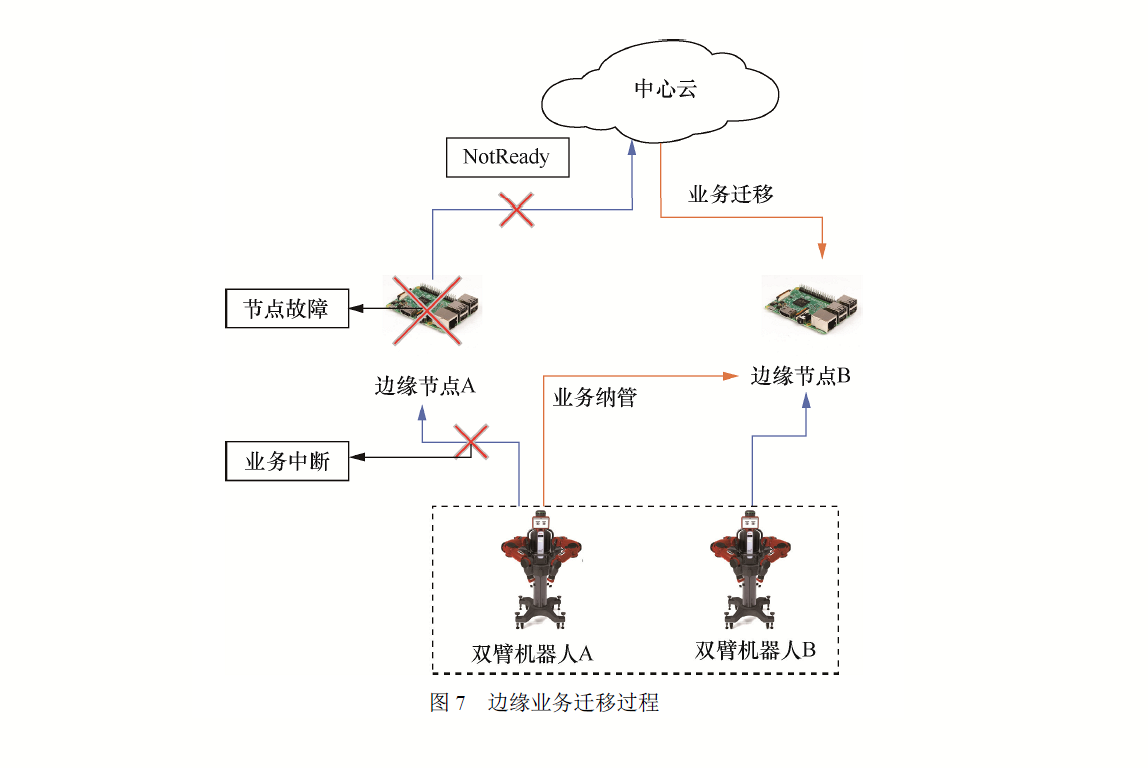 中心云
NotReady
业务迁移
节点故障
边缘节点A
边缘节点B
业务纳管
业务中断
双臂机器人A
双臂机器人B
图 7 边缘业务迁移过程